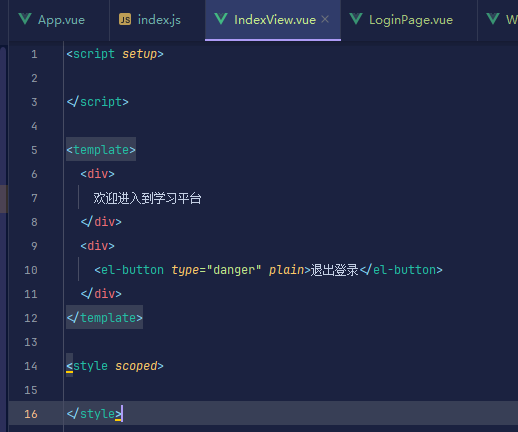 App.vue index.js IndexView.vue × LoginPage.vue W
1 <script setup>
2
3 </script>
4
5 <template>
6 <div>
7 欢迎进入到学习平台
8 </div>
9 <div>
10 <el-button type="danger" plain>退出登录</el-button>
11 </div>
12 </template>
13
14 <style scoped>
15
16 </style>